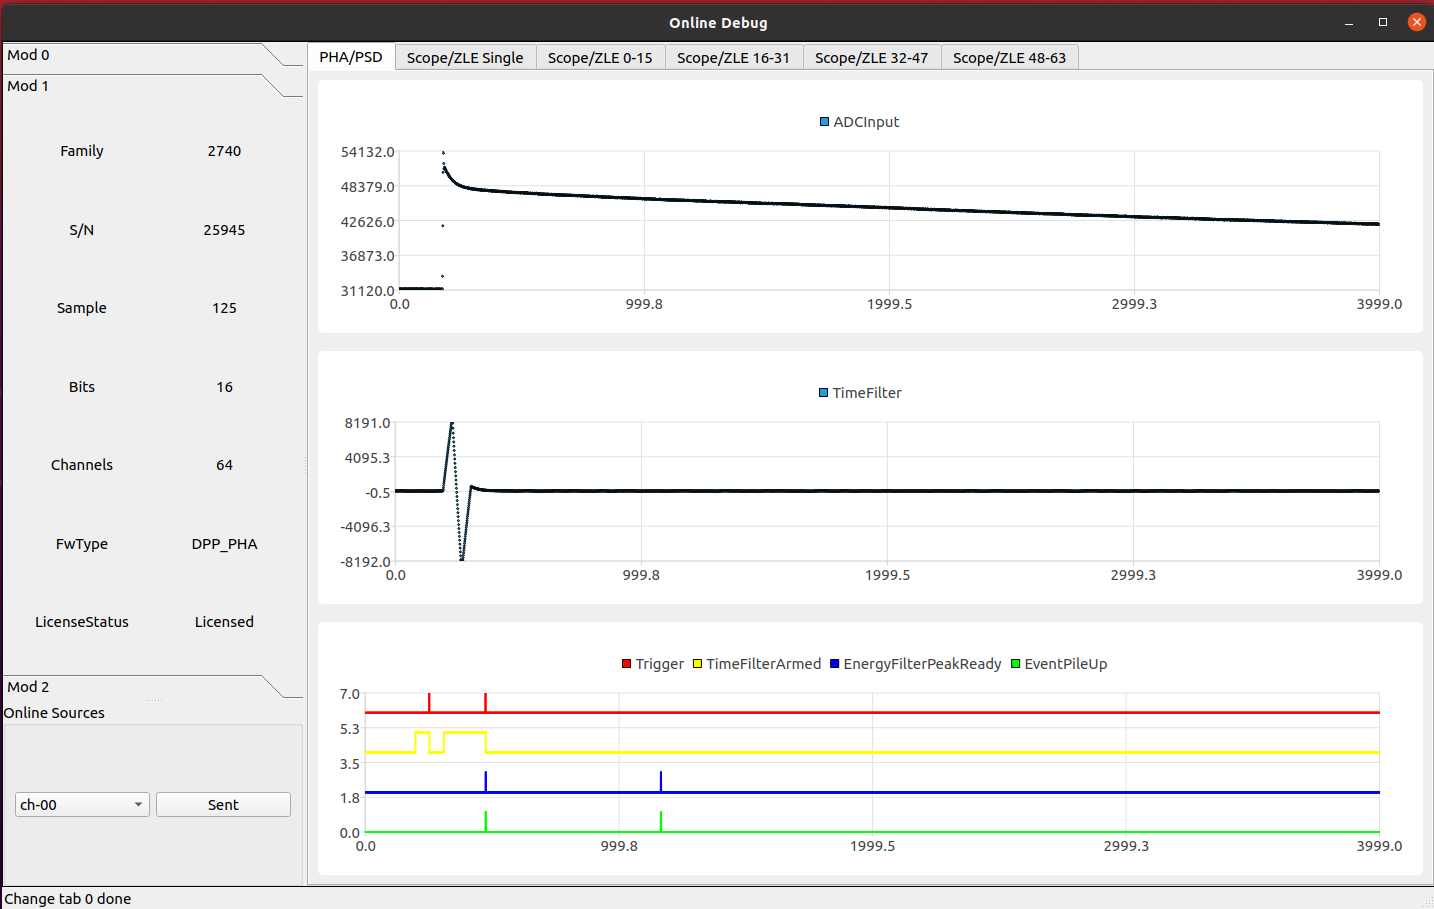 Online Debug
Mod 0
Mod 1
Family 2740
S/N 25945
Sample 125
Bits 16
Channels 64
FwType DPP_PHA
LicenseStatus Licensed
Mod 2
Online Sources
ch-00 Sent
PHA/PSD Scope/ZLE Single Scope/ZLE 0-15 Scope/ZLE 16-31 Scope/ZLE 32-47 Scope/ZLE 48-63
ADCInput
54132.0
48379.0
42626.0
36873.0
31120.0
0.0 999.8 1999.5 2999.3 3999.0
TimeFilter
8191.0
4095.3
-0.5
-4096.3
-8192.0
0.0 999.8 1999.5 2999.3 3999.0
Trigger TimeFilterArmed EnergyFilterPeakReady EventPileUp
7.0
5.3
3.5
1.8
0.0
0.0 999.8 1999.5 2999.3 3999.0
Change tab 0 done